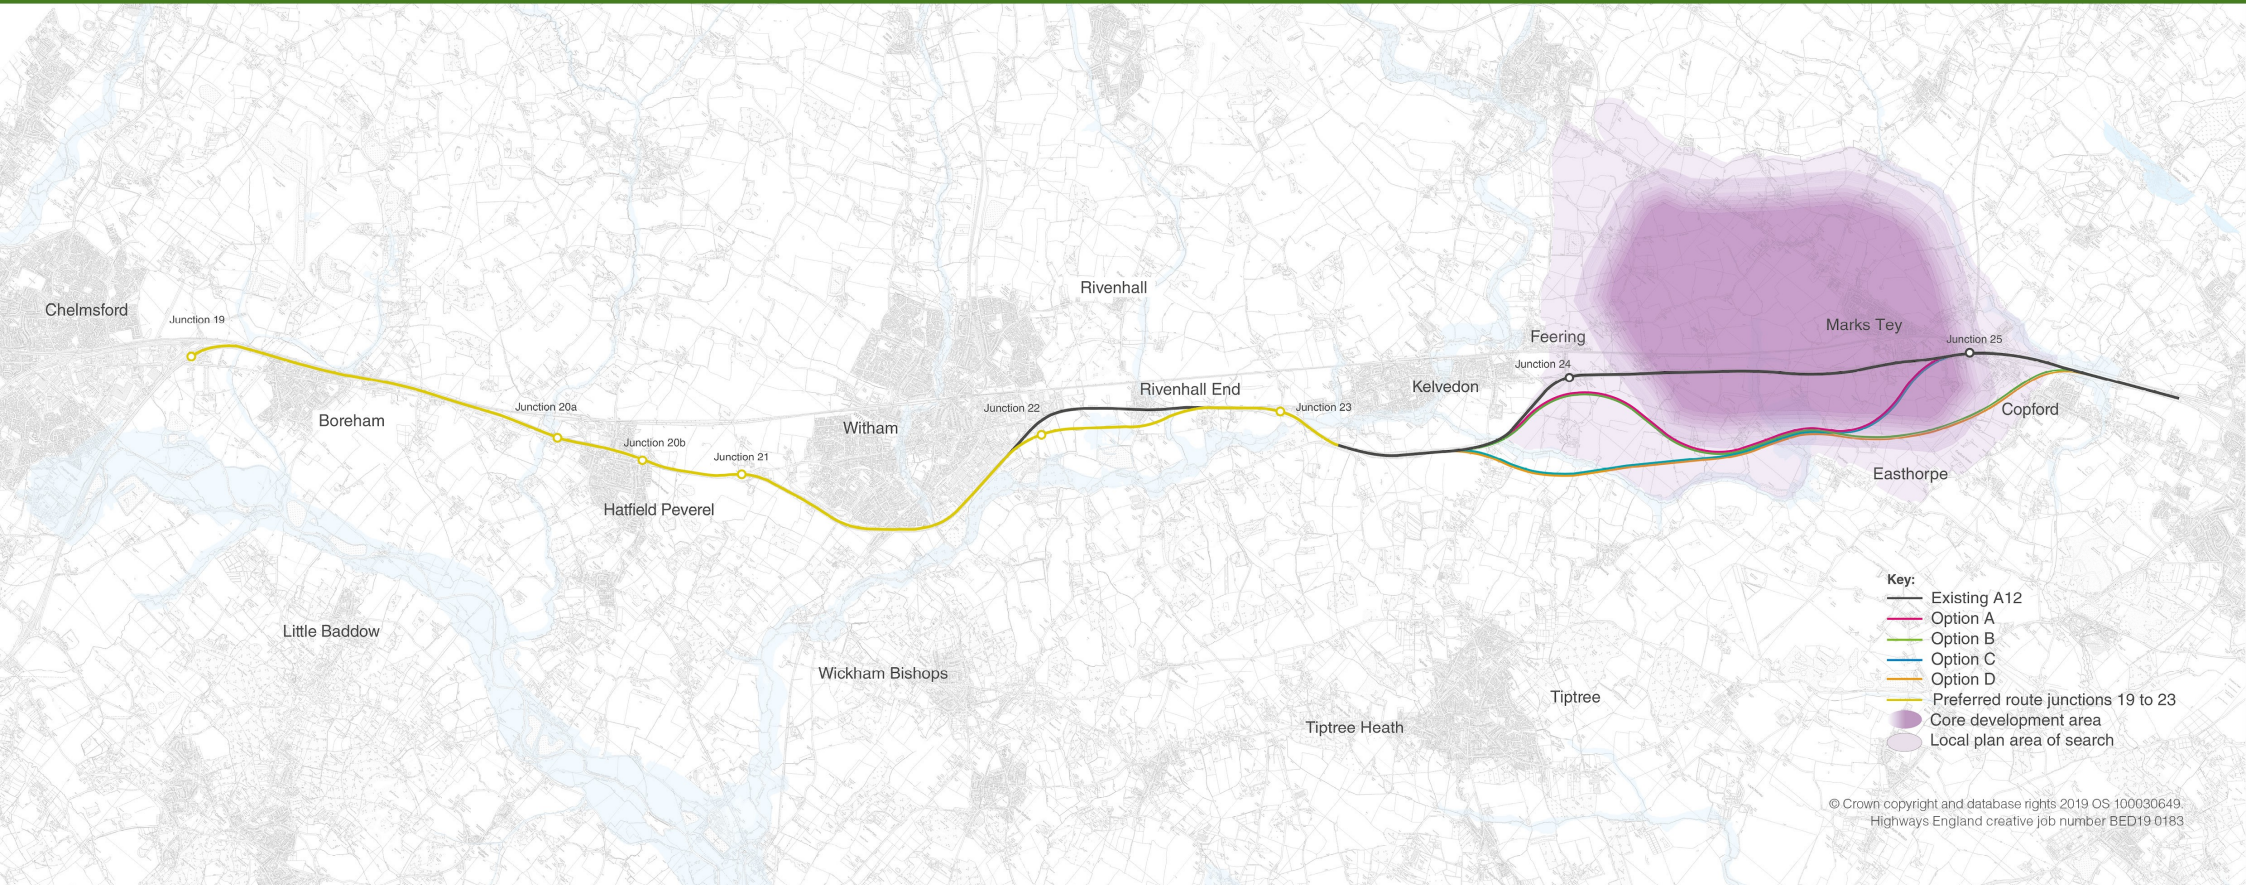 Rivenhall
Chelmsford
Junction 19
Marks Tey
Feering
Junction 25
Junction 24
Kelvedon
Rivenhall End
Junction 22
Junction 23
Junction 20a
Copford
Boreham
Witham
Junction 20b
Junction 21
Easthorpe
Hatfield Peverel
Little Baddow
Wickham Bishops
Tiptree
Tiptree Heath
Key:
Existing A12
Option A
Option B
Option C
Option D
Preferred route junctions 19 to 23
Core development area
Local plan area of search
© Crown copyright and database rights 2019 OS 100030649.
Highways England creative job number BED19 0183